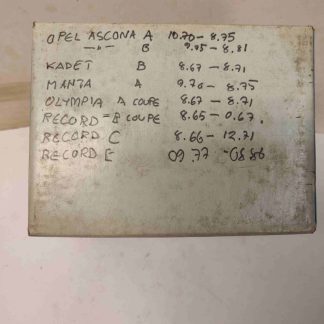 OPEL ASCONA A 10.70 - 8.75
-"- B 9.75 - 8.81
KADET B 8.67 - 8.71
MANTA A 9.70 - 8.75
OLYMPIA A COUPE 8.67 - 8.71
RECORD = B COUPE 8.65 - 0.67.
RECORD C 8.66 - 12.71
RECORD E 09.77 - 08.86